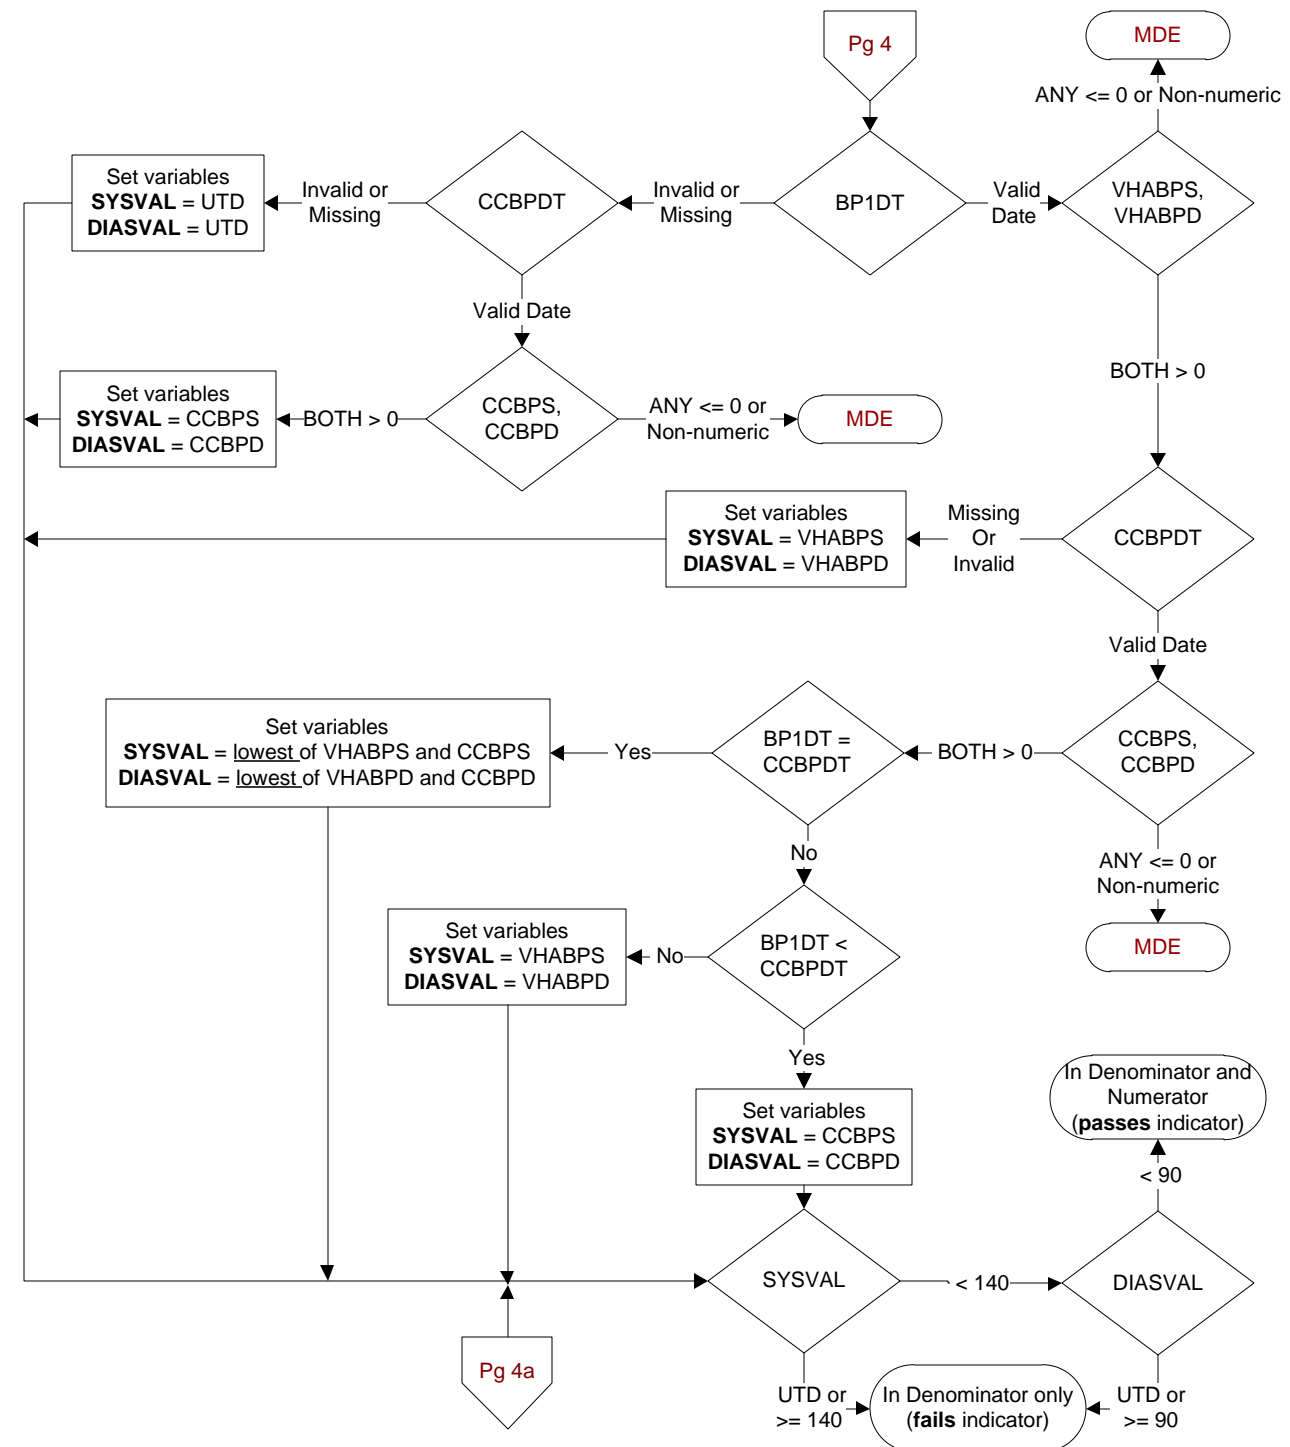 Pg 4
MDE
ANY <= 0 or Non-numeric
Set variables
SYSVAL = UTD
DIASVAL = UTD
Invalid or
Missing
CCBPDT
Invalid or
Missing
BP1DT
Valid
Date
VHABPS,
VHABPD
Valid Date
BOTH > 0
Set variables
SYSVAL = CCBPS
DIASVAL = CCBPD
BOTH > 0
CCBPS,
CCBPD
ANY <= 0 or
Non-numeric
MDE
Set variables
SYSVAL = VHABPS
DIASVAL = VHABPD
Missing
Or
Invalid
CCBPDT
Valid Date
Set variables
SYSVAL = lowest of VHABPS and CCBPS
DIASVAL = lowest of VHABPD and CCBPD
Yes
BP1DT =
CCBPDT
BOTH > 0
CCBPS,
CCBPD
No
ANY <= 0 or
Non-numeric
MDE
Set variables
SYSVAL = VHABPS
DIASVAL = VHABPD
No
BP1DT <
CCBPDT
Yes
Set variables
SYSVAL = CCBPS
DIASVAL = CCBPD
In Denominator and
Numerator
(passes indicator)
< 90
SYSVAL
< 140
DIASVAL
Pg 4a
UTD or
>= 140
In Denominator only
(fails indicator)
UTD or
>= 90